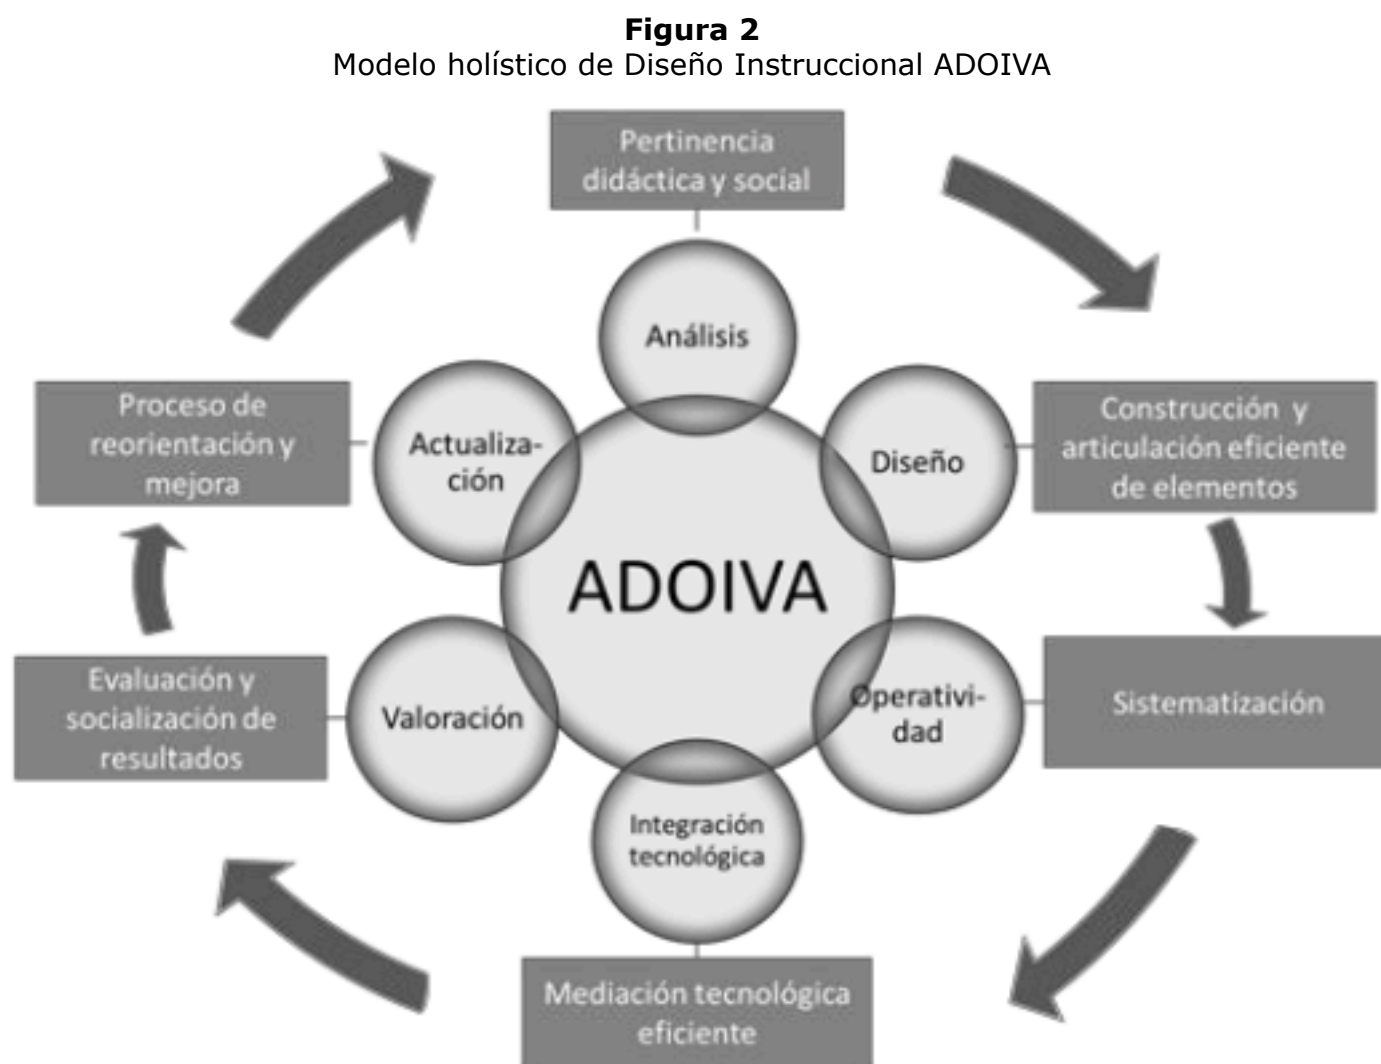 Figura 2
Modelo holístico de Diseño Instruccional ADOIVA
Pertinencia
didáctica y social
Análisis
Proceso de
reorientación y
mejora
Actualiza-
ción
Diseño
Construcción y
articulación eficiente
de elementos
ADOIVA
Evaluación y
socialización de
resultados
Valoración
Operativi-
dad
Sistematización
Integración
tecnológica
Mediación tecnológica
eficiente